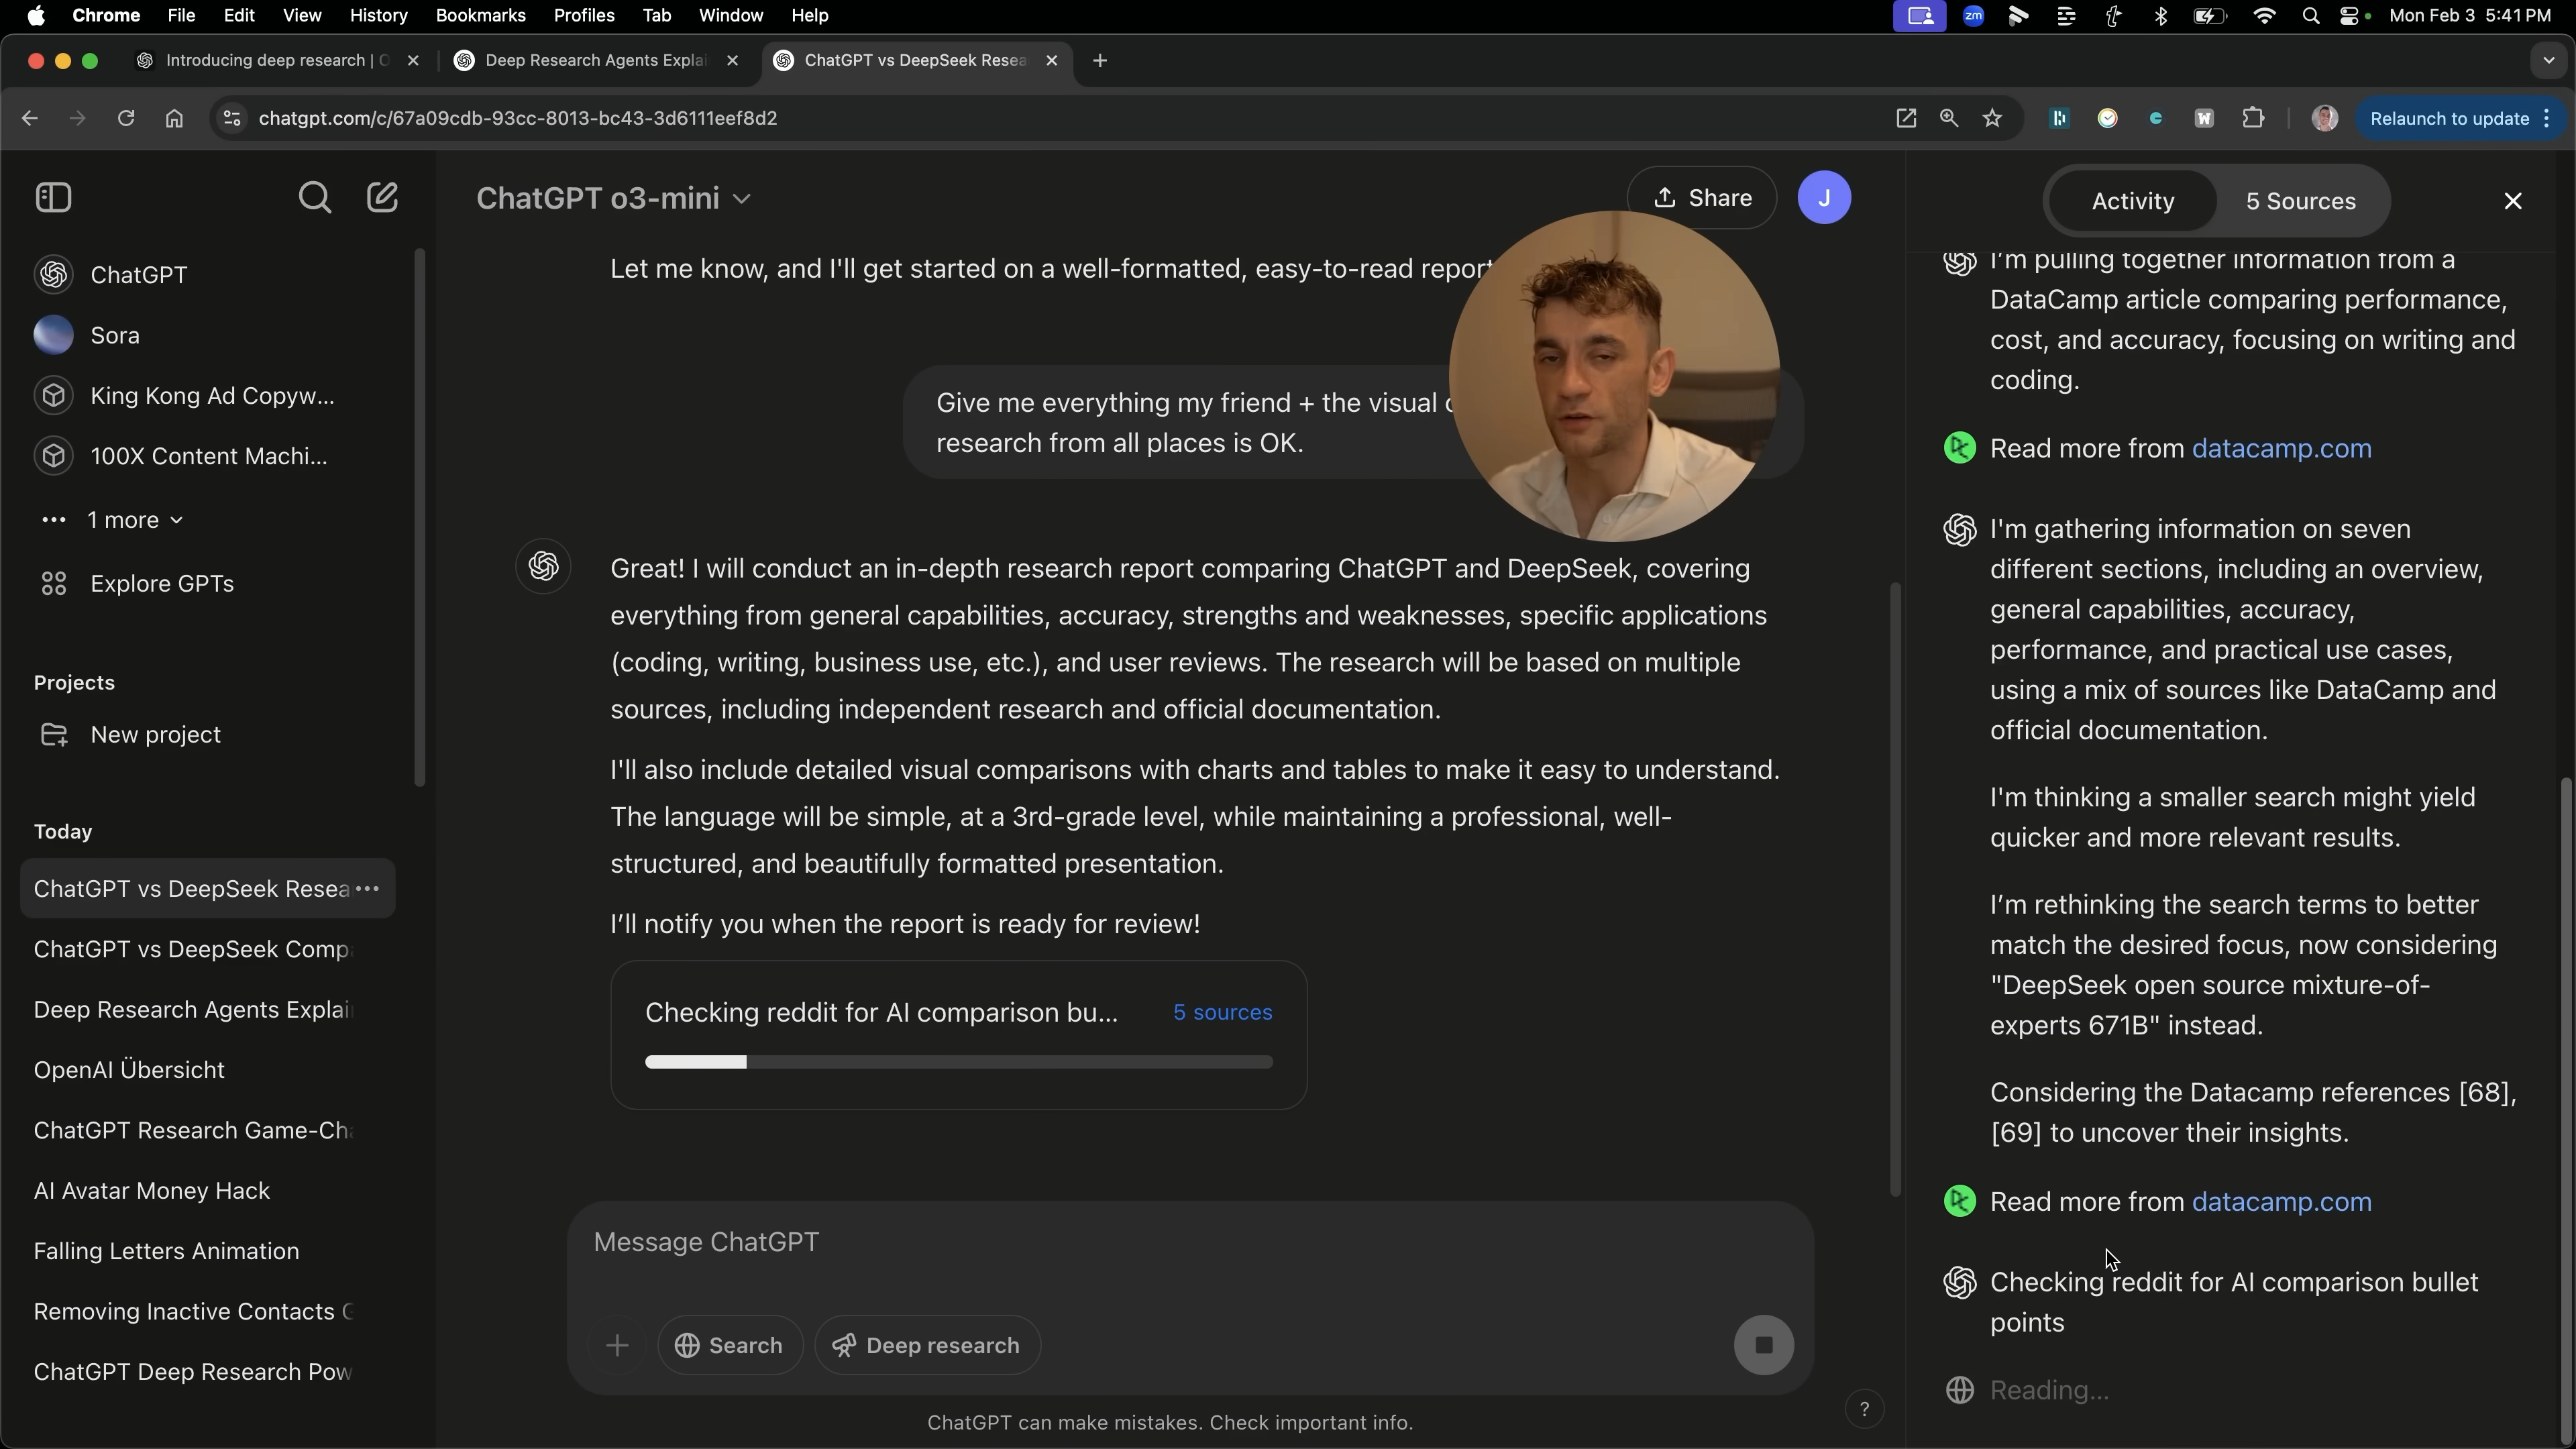 Chrome File Edit View History Bookmarks Profiles Tab Window Help
zm
Mon Feb 3 5:41 PM
Introducing deep research | O
Deep Research Agents Explai
ChatGPT vs DeepSeek Resea
chatgpt.com/c/67a09cdb-93cc-8013-bc43-3d6111eef8d2
W
Relaunch to update
ChatGPT
Sora
King Kong Ad Copyw...
100X Content Machi...
1 more
Explore GPTs
Projects
New project
Today
ChatGPT vs DeepSeek Resea
ChatGPT vs DeepSeek Comp
Deep Research Agents Explai
OpenAI Übersicht
ChatGPT Research Game-Cha
AI Avatar Money Hack
Falling Letters Animation
Removing Inactive Contacts G
ChatGPT Deep Research Pow
ChatGPT o3-mini
Share
J
Let me know, and I'll get started on a well-formatted, easy-to-read report
Give me everything my friend + the visual
research from all places is OK.
Great! I will conduct an in-depth research report comparing ChatGPT and DeepSeek, covering
everything from general capabilities, accuracy, strengths and weaknesses, specific applications
(coding, writing, business use, etc.), and user reviews. The research will be based on multiple
sources, including independent research and official documentation.
I'll also include detailed visual comparisons with charts and tables to make it easy to understand.
The language will be simple, at a 3rd-grade level, while maintaining a professional, well-
structured, and beautifully formatted presentation.
I'll notify you when the report is ready for review!
Checking reddit for AI comparison bu...
5 sources
Message ChatGPT
Search
Deep research
ChatGPT can make mistakes. Check important info.
?
Activity
5 Sources
I'm pulling together information from a
DataCamp article comparing performance,
cost, and accuracy, focusing on writing and
coding.
Read more from datacamp.com
I'm gathering information on seven
different sections, including an overview,
general capabilities, accuracy,
performance, and practical use cases,
using a mix of sources like DataCamp and
official documentation.
I'm thinking a smaller search might yield
quicker and more relevant results.
I'm rethinking the search terms to better
match the desired focus, now considering
"DeepSeek open source mixture-of-
experts 671B" instead.
Considering the Datacamp references [68],
[69] to uncover their insights.
Read more from datacamp.com
Checking reddit for AI comparison bullet
points
Reading...